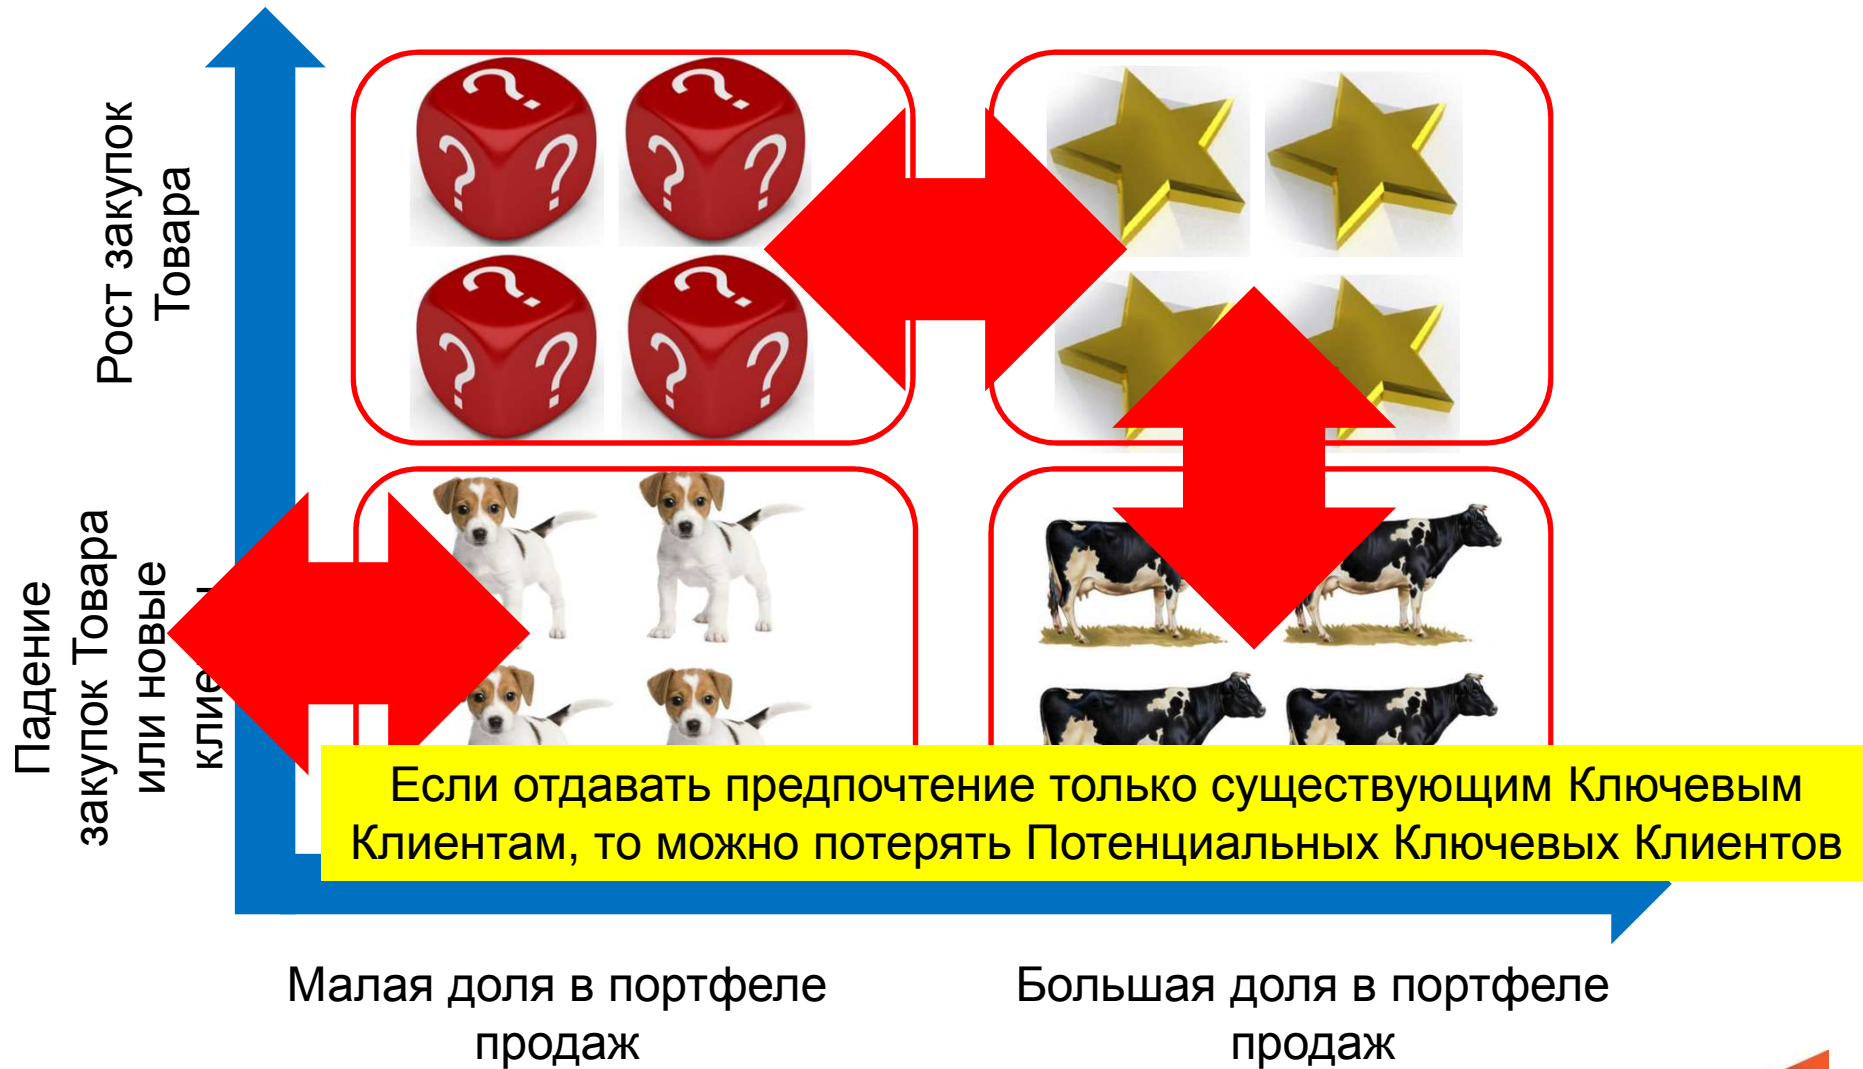 Рост закупок
Товара
?
?
?
?
?
?
?
?
?
?
?
?
Падение
закупок Товара
или новые
Если отдавать предпочтение только существующим Ключевым
Клиентам, то можно потерять Потенциальных Ключевых Клиентов
Малая доля в портфеле
продаж
Большая доля в портфеле
продаж